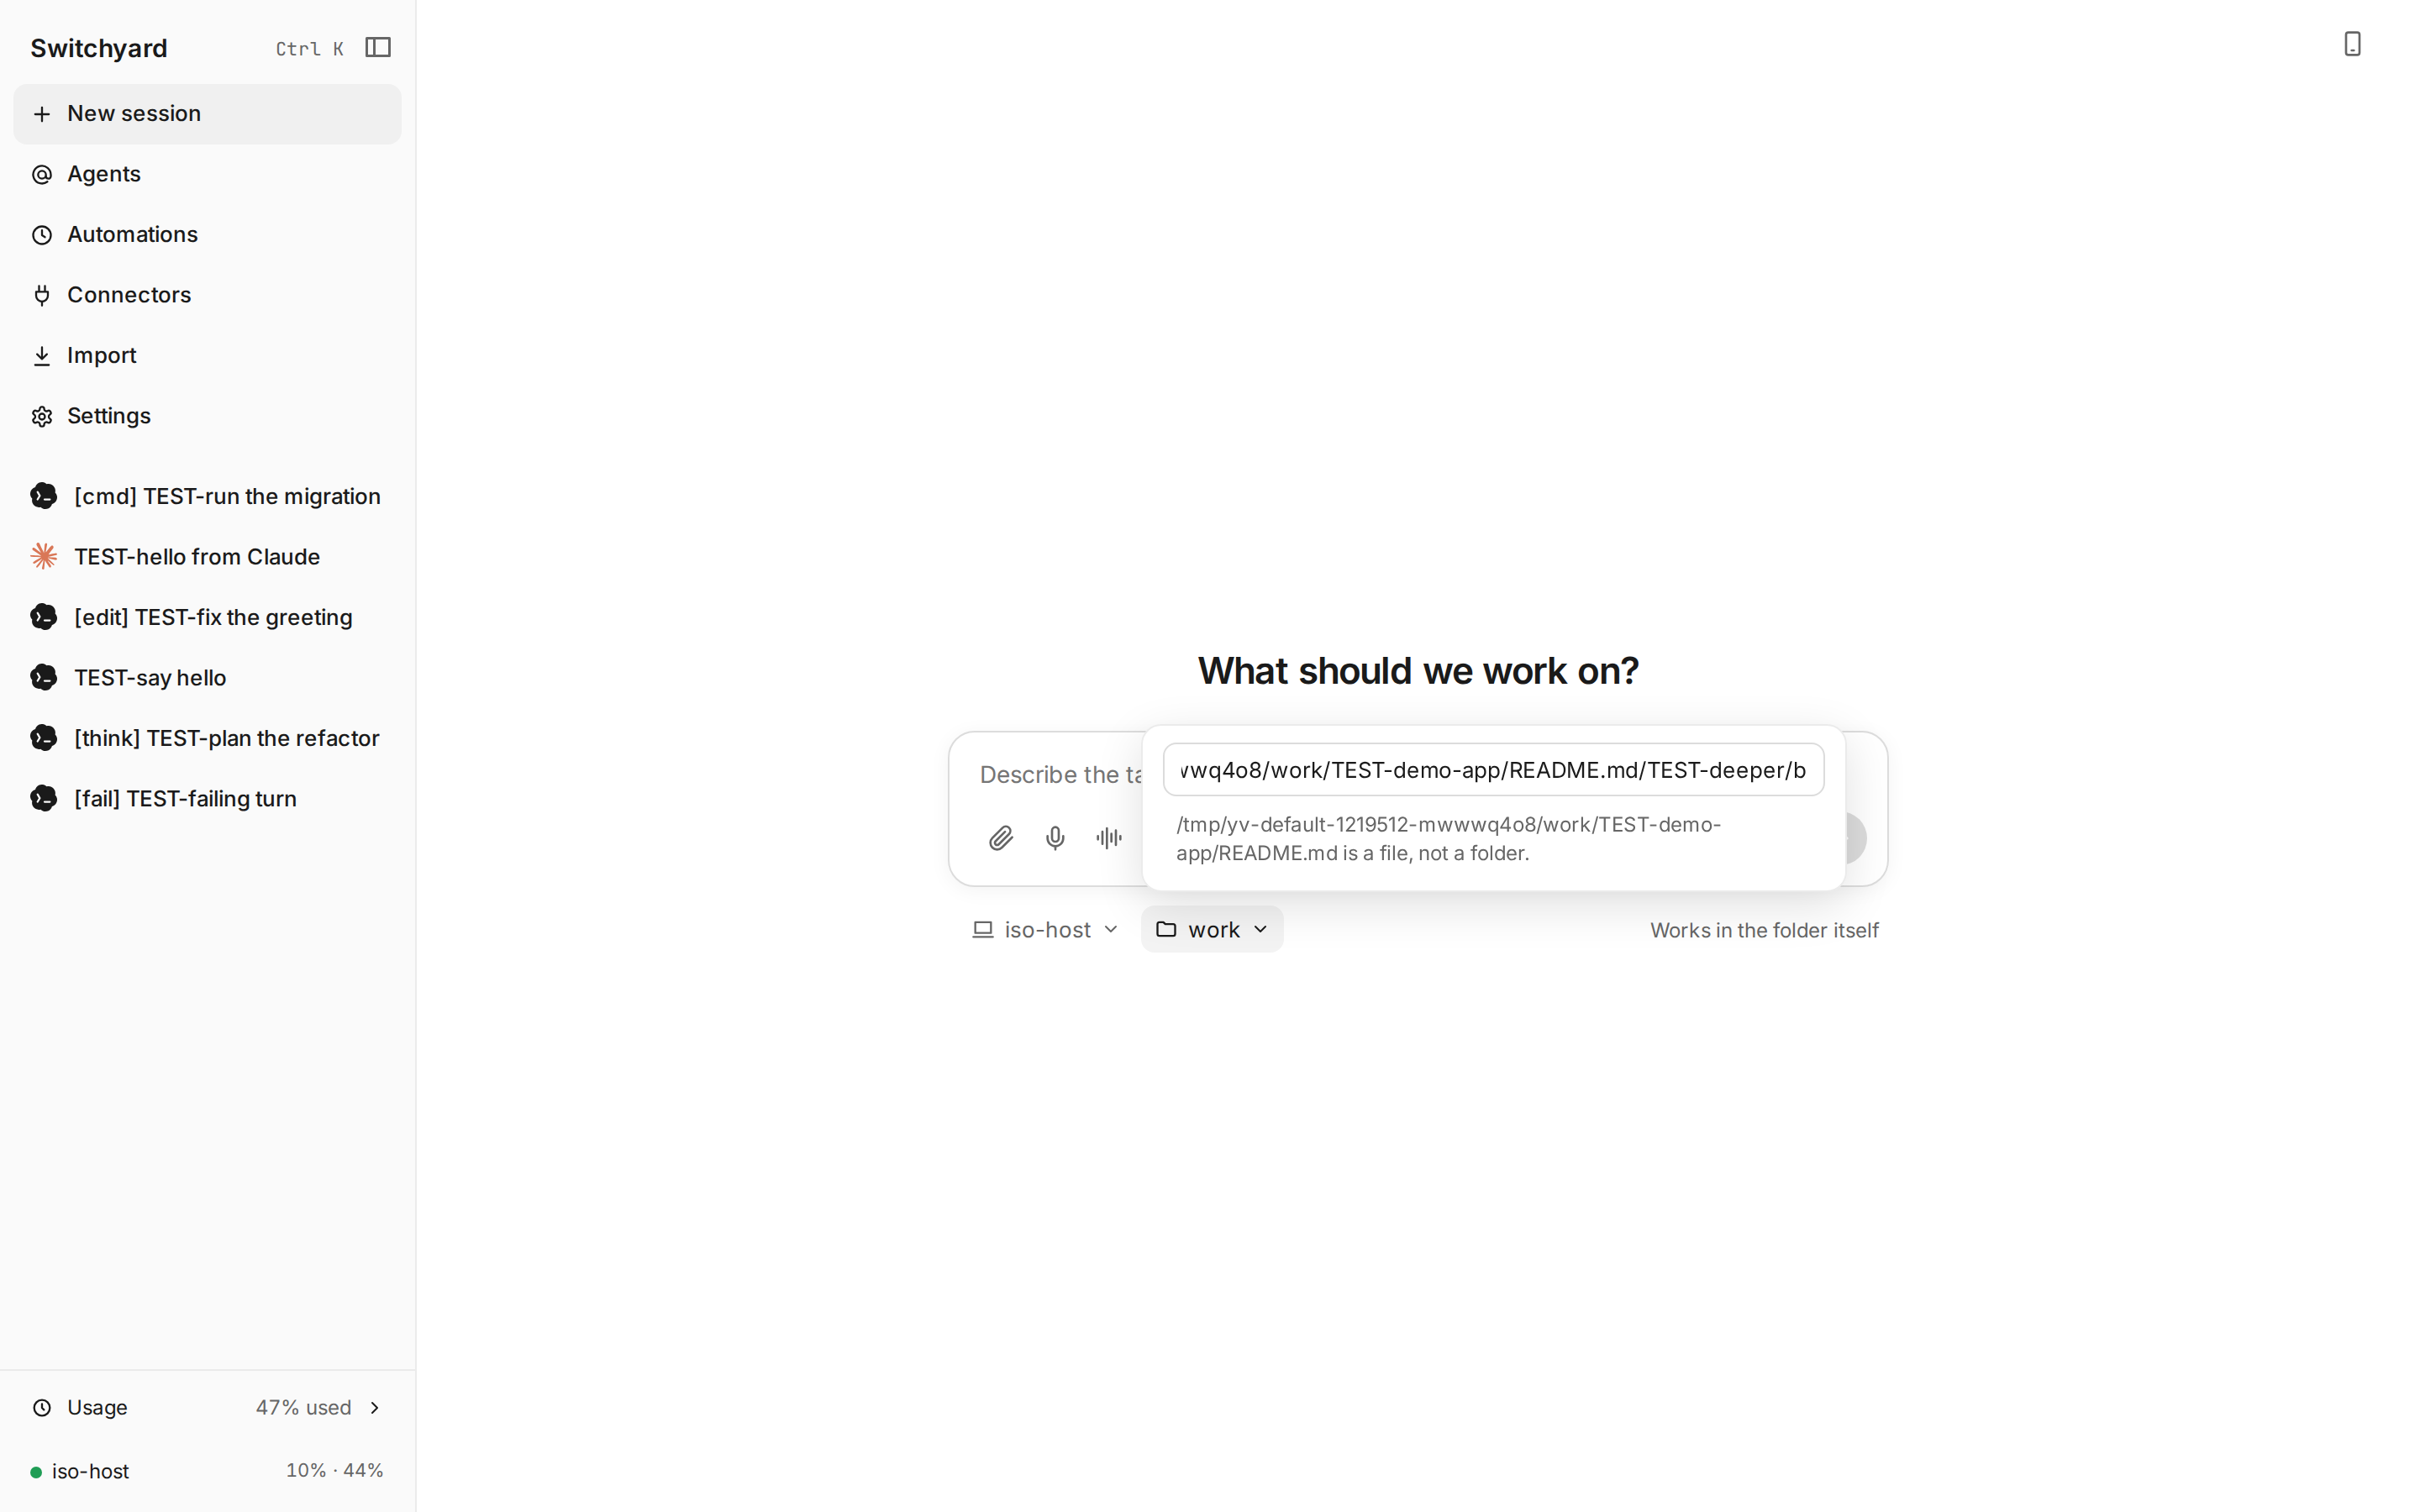 Switchyard
Ctrl K
New session
Agents
Automations
Connectors
Import
Settings
[cmd] TEST-run the migration
TEST-hello from Claude
[edit] TEST-fix the greeting
TEST-say hello
[think] TEST-plan the refactor
[fail] TEST-failing turn
Usage 47% used
iso-host 10% · 44%
What should we work on?
Describe the ta
wq4o8/work/TEST-demo-app/README.md/TEST-deeper/b
/tmp/yv-default-1219512-mwwwq4o8/work/TEST-demo-
app/README.md is a file, not a folder.
iso-host
work
Works in the folder itself